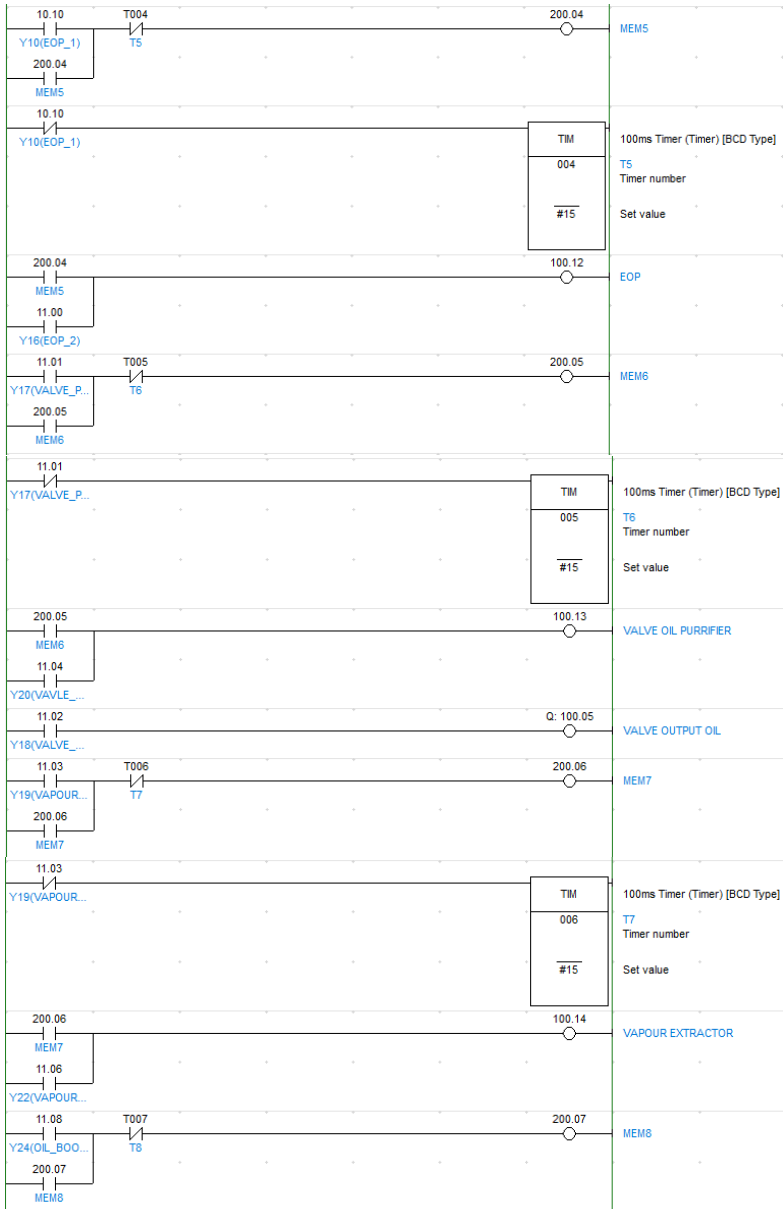 10.10 T004 200.04
Y10(EOP_1) T5 MEM5
200.04
MEM5
10.10
Y10(EOP_1)
TIM 100ms Timer (Timer) [BCD Type]
004 T5
Timer number
#15 Set value
200.04 100.12
MEM5 EOP
11.00
Y16(EOP_2)
11.01 T005 200.05
Y17(VALVE_P... T6 MEM6
200.05
MEM6
11.01
Y17(VALVE_P...
TIM 100ms Timer (Timer) [BCD Type]
005 T6
Timer number
#15 Set value
200.05 100.13
MEM6 VALVE OIL PURRIFIER
11.04
Y20(VAVLE_...
11.02 Q: 100.05
Y18(VALVE_... VALVE OUTPUT OIL
11.03 T006 200.06
Y19(VAPOUR... T7 MEM7
200.06
MEM7
11.03
Y19(VAPOUR...
TIM 100ms Timer (Timer) [BCD Type]
006 T7
Timer number
#15 Set value
200.06 100.14
MEM7 VAPOUR EXTRACTOR
11.06
Y22(VAPOUR...
11.08 T007 200.07
Y24(OIL_BOO... T8 MEM8
200.07
MEM8